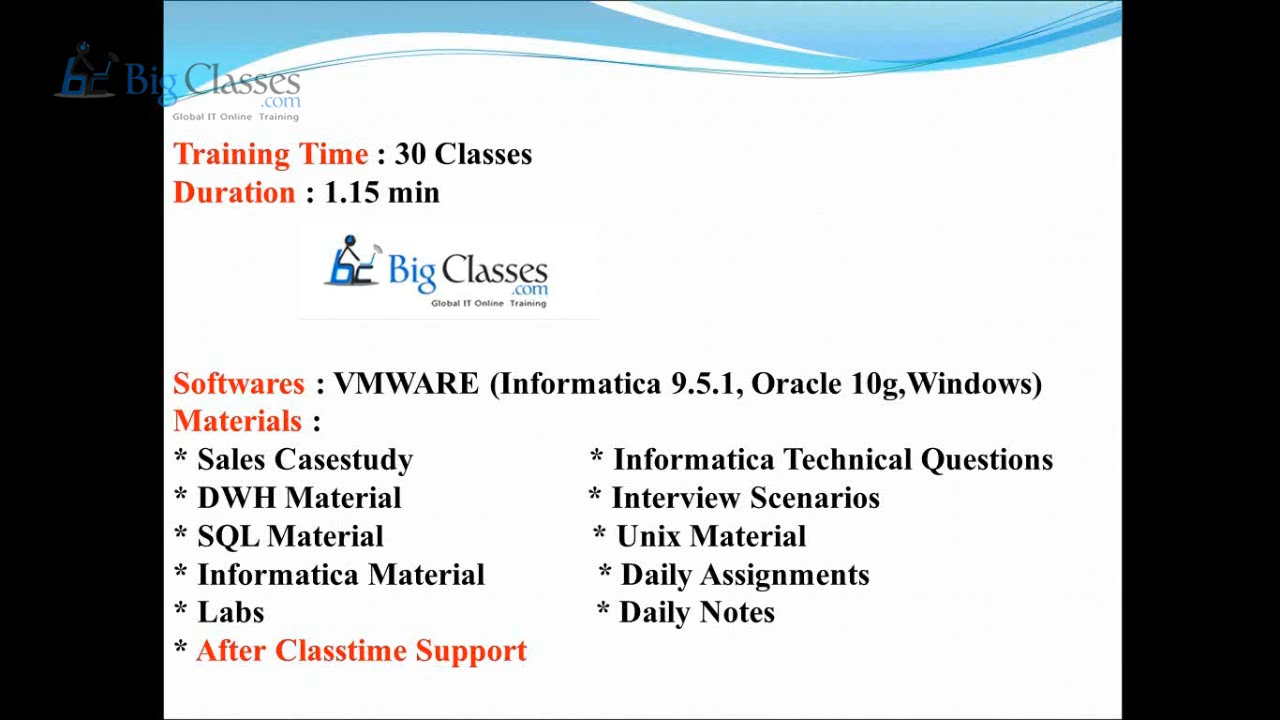 Big Classes
.com
Global IT Online Training
Training Time : 30 Classes
Duration : 1.15 min
bc Big Classes
.com
Global IT Online Training
Softwares : VMWARE (Informatica 9.5.1, Oracle 10g,Windows)
Materials :
* Sales Casestudy * Informatica Technical Questions
* DWH Material * Interview Scenarios
* SQL Material * Unix Material
* Informatica Material * Daily Assignments
* Labs * Daily Notes
* After Classtime Support